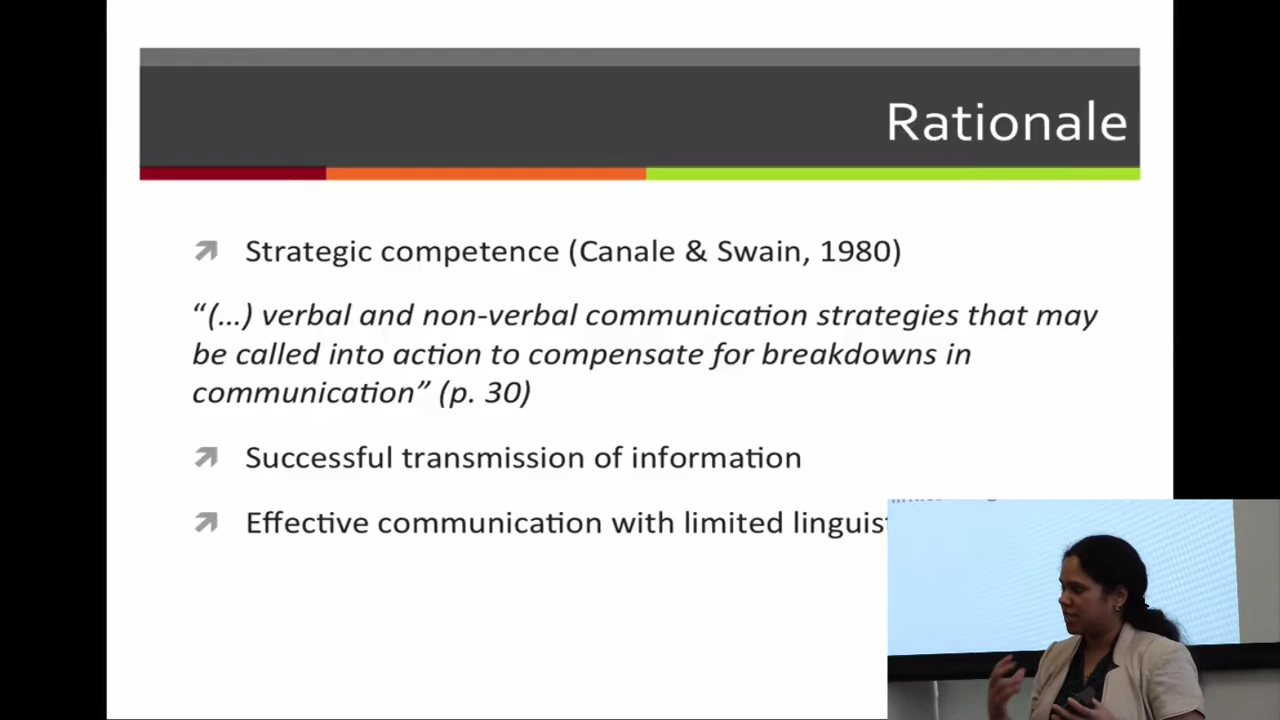 Rationale
Strategic competence (Canale & Swain, 1980)
“(...) verbal and non-verbal communication strategies that may
be called into action to compensate for breakdowns in
communication” (p. 30)
Successful transmission of information
Effective communication with limited